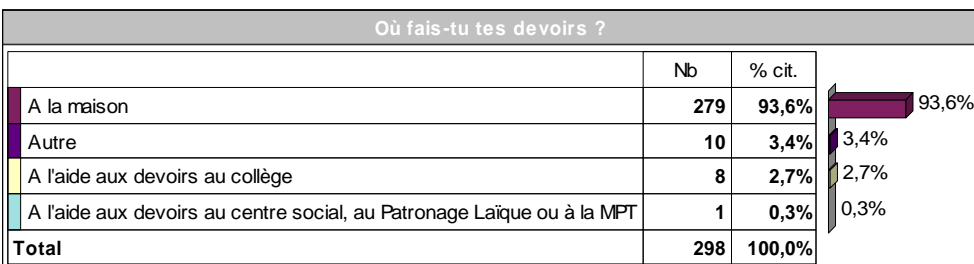 Où fais-tu tes devoirs ?
Nb % cit.
A la maison 279 93,6% 93,6%
Autre 10 3,4% 3,4%
A l'aide aux devoirs au collège 8 2,7% 2,7%
A l'aide aux devoirs au centre social, au Patronage Laïque ou à la MPT 1 0,3% 0,3%
Total 298 100,0%